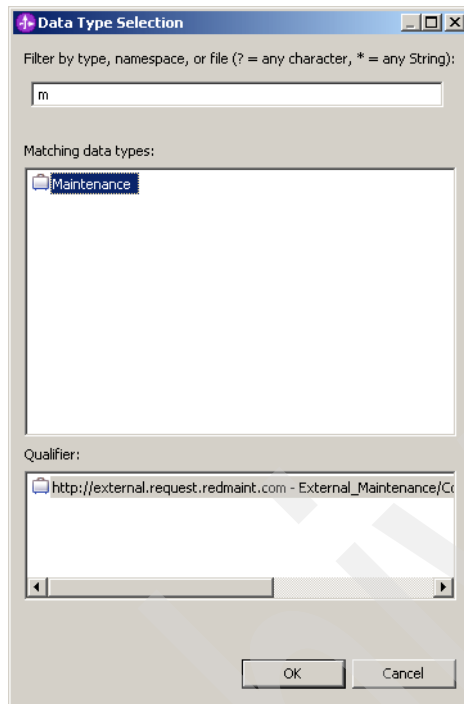 Data Type Selection
Filter by type, namespace, or file (? = any character, * = any String):
m
Matching data types:
Maintenance
Qualifier:
http://external.request.redmaint.com - External_Maintenance/Co
OK
Cancel